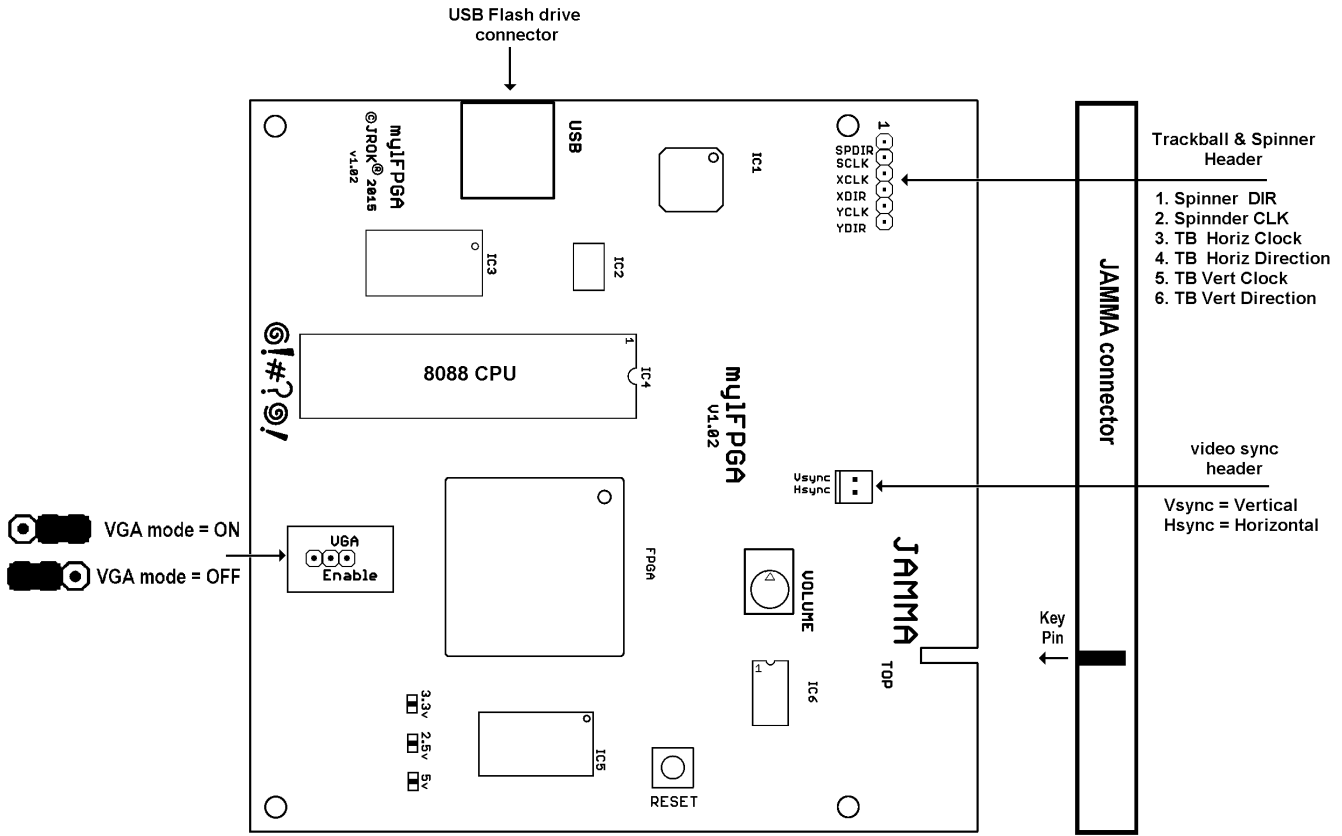 USB Flash drive
connector
USB
mylFPGA
©JROK® 2015
v1.02
IC1
1
SPDIR
SCLK
XCLK
XDIR
YCLK
YDIR
Trackball & Spinner
Header
1. Spinner DIR
2. Spinnder CLK
3. TB Horiz Clock
4. TB Horiz Direction
5. TB Vert Clock
6. TB Vert Direction
IC3
IC2
JAMMA connector
@!#?@!
8088 CPU
1
IC4
mylFPGA
V1.02
Vsync
Hsync
video sync
header
Vsync = Vertical
Hsync = Horizontal
VGA mode = ON
VGA mode = OFF
VGA
Enable
FPGA
VOLUME
JAMMA
TOP
Key
Pin
1
IC6
3.3v
2.5v
5v
IC5
RESET